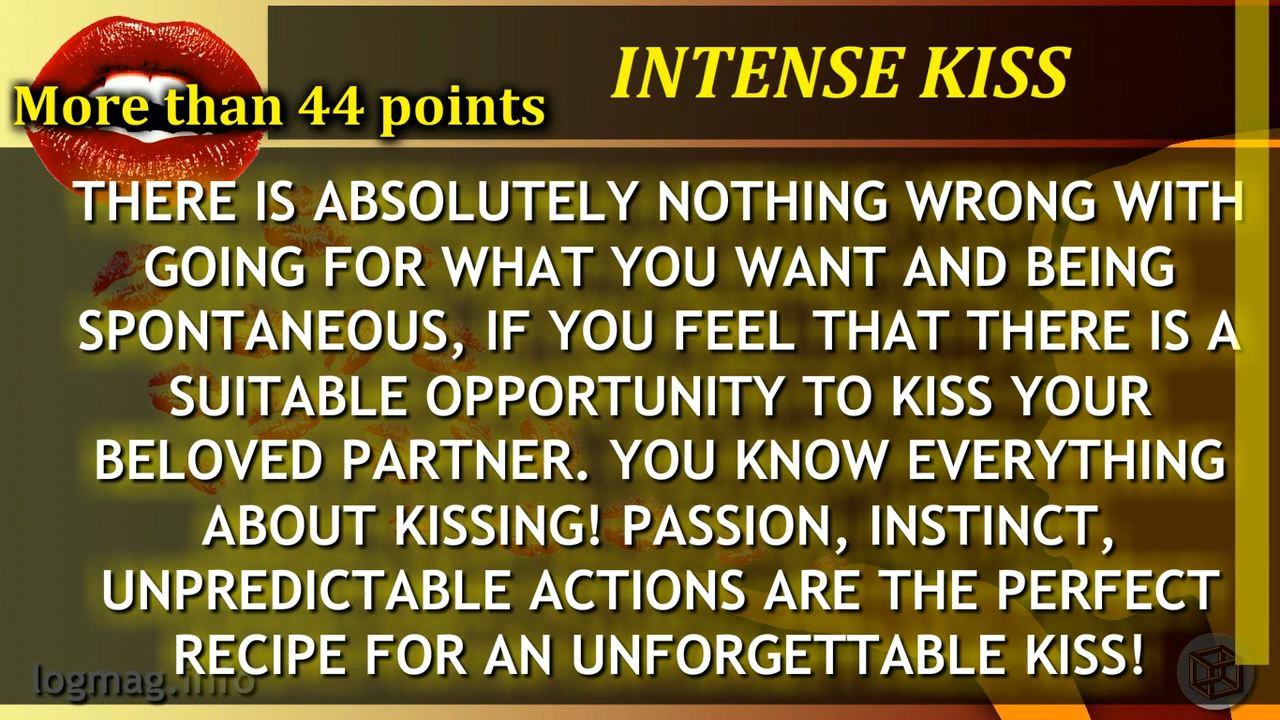 INTENSE KISS
More than 44 points
THERE IS ABSOLUTELY NOTHING WRONG WITH
GOING FOR WHAT YOU WANT AND BEING
SPONTANEOUS, IF YOU FEEL THAT THERE IS A
SUITABLE OPPORTUNITY TO KISS YOUR
BELOVED PARTNER. YOU KNOW EVERYTHING
ABOUT KISSING! PASSION, INSTINCT,
UNPREDICTABLE ACTIONS ARE THE PERFECT
RECIPE FOR AN UNFORGETTABLE KISS!
logmag.info